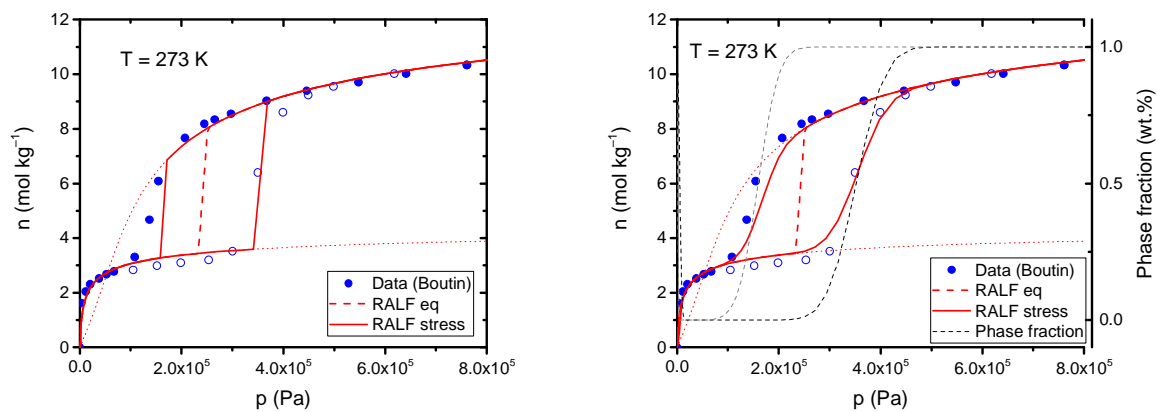 T = 273 K
n (mol kg⁻¹)
12
10
8
6
4
2
0
Data (Boutin)
RALF eq
RALF stress
0.0
2.0x10⁵
4.0x10⁵
6.0x10⁵
8.0x10⁵
p (Pa)
T = 273 K
n (mol kg⁻¹)
12
10
8
6
4
2
0
Data (Boutin)
RALF eq
RALF stress
Phase fraction
1.0
0.5
0.0
Phase fraction (wt.%)
0.0
2.0x10⁵
4.0x10⁵
6.0x10⁵
8.0x10⁵
p (Pa)